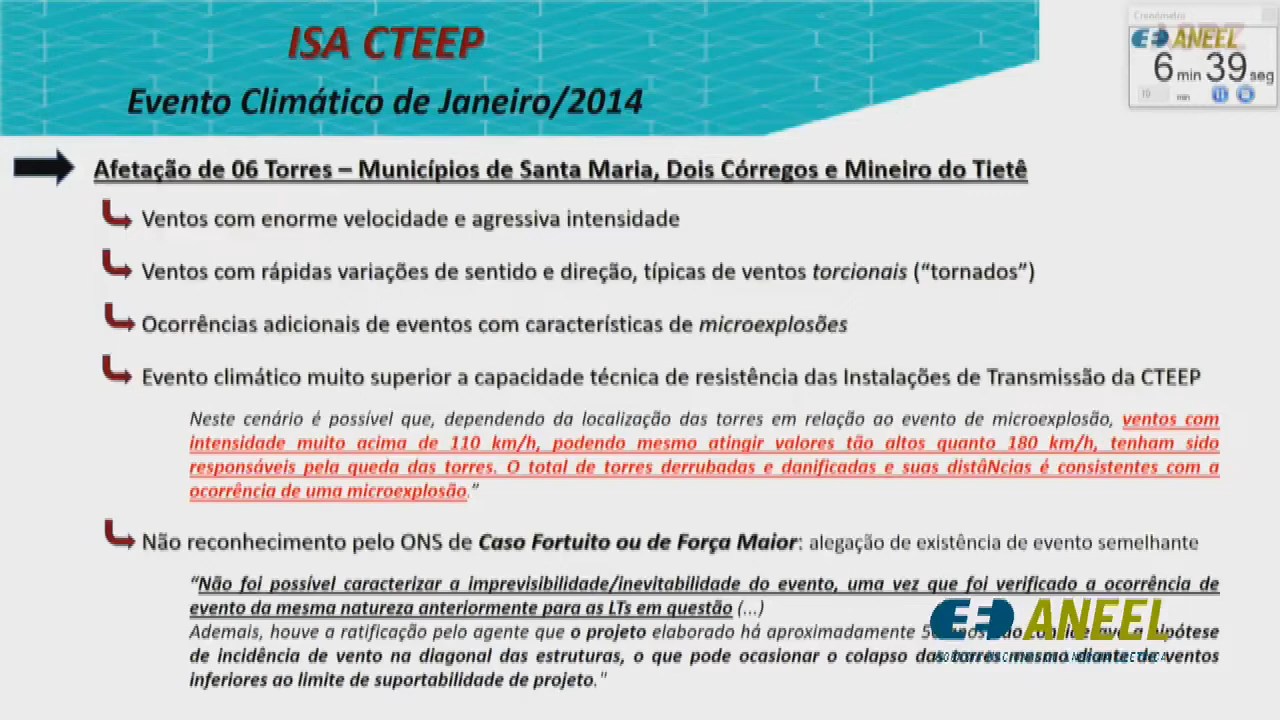 ISA CTEEP
Evento Climático de Janeiro/2014
Cronômetro
ANEEL
6 min 39 seg
10 min
Afetação de 06 Torres – Municípios de Santa Maria, Dois Córregos e Mineiro do Tietê
Ventos com enorme velocidade e agressiva intensidade
Ventos com rápidas variações de sentido e direção, típicas de ventos torcionais (“tornados”)
Ocorrências adicionais de eventos com características de microexplosões
Evento climático muito superior a capacidade técnica de resistência das Instalações de Transmissão da CTEEP
Neste cenário é possível que, dependendo da localização das torres em relação ao evento de microexplosão, ventos com
intensidade muito acima de 110 km/h, podendo mesmo atingir valores tão altos quanto 180 km/h, tenham sido
responsáveis pela queda das torres. O total de torres derrubadas e danificadas e suas distâNcias é consistentes com a
ocorrência de uma microexplosão.”
Não reconhecimento pelo ONS de Caso Fortuito ou de Força Maior: alegação de existência de evento semelhante
“Não foi possível caracterizar a imprevisibilidade/inevitabilidade do evento, uma vez que foi verificado a ocorrência de
evento da mesma natureza anteriormente para as LTs em questão (...)
Ademais, houve a ratificação pelo agente que o projeto elaborado há aproximadamente hipótese
de incidência de vento na diagonal das estruturas, o que pode ocasionar o colapso das torres mesmo diante de ventos
inferiores ao limite de suportabilidade de projeto."
ANEEL